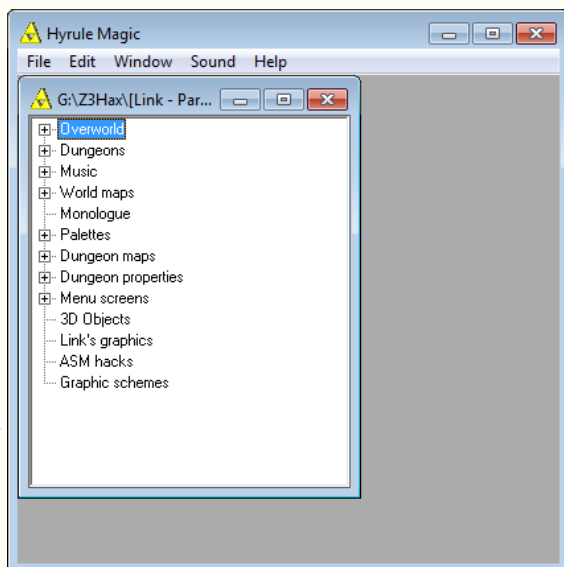 Hyrule Magic
File Edit Window Sound Help
G:\Z3Hax\[Link - Par...
Overworld
Dungeons
Music
World maps
Monologue
Palettes
Dungeon maps
Dungeon properties
Menu screens
3D Objects
Link's graphics
ASM hacks
Graphic schemes